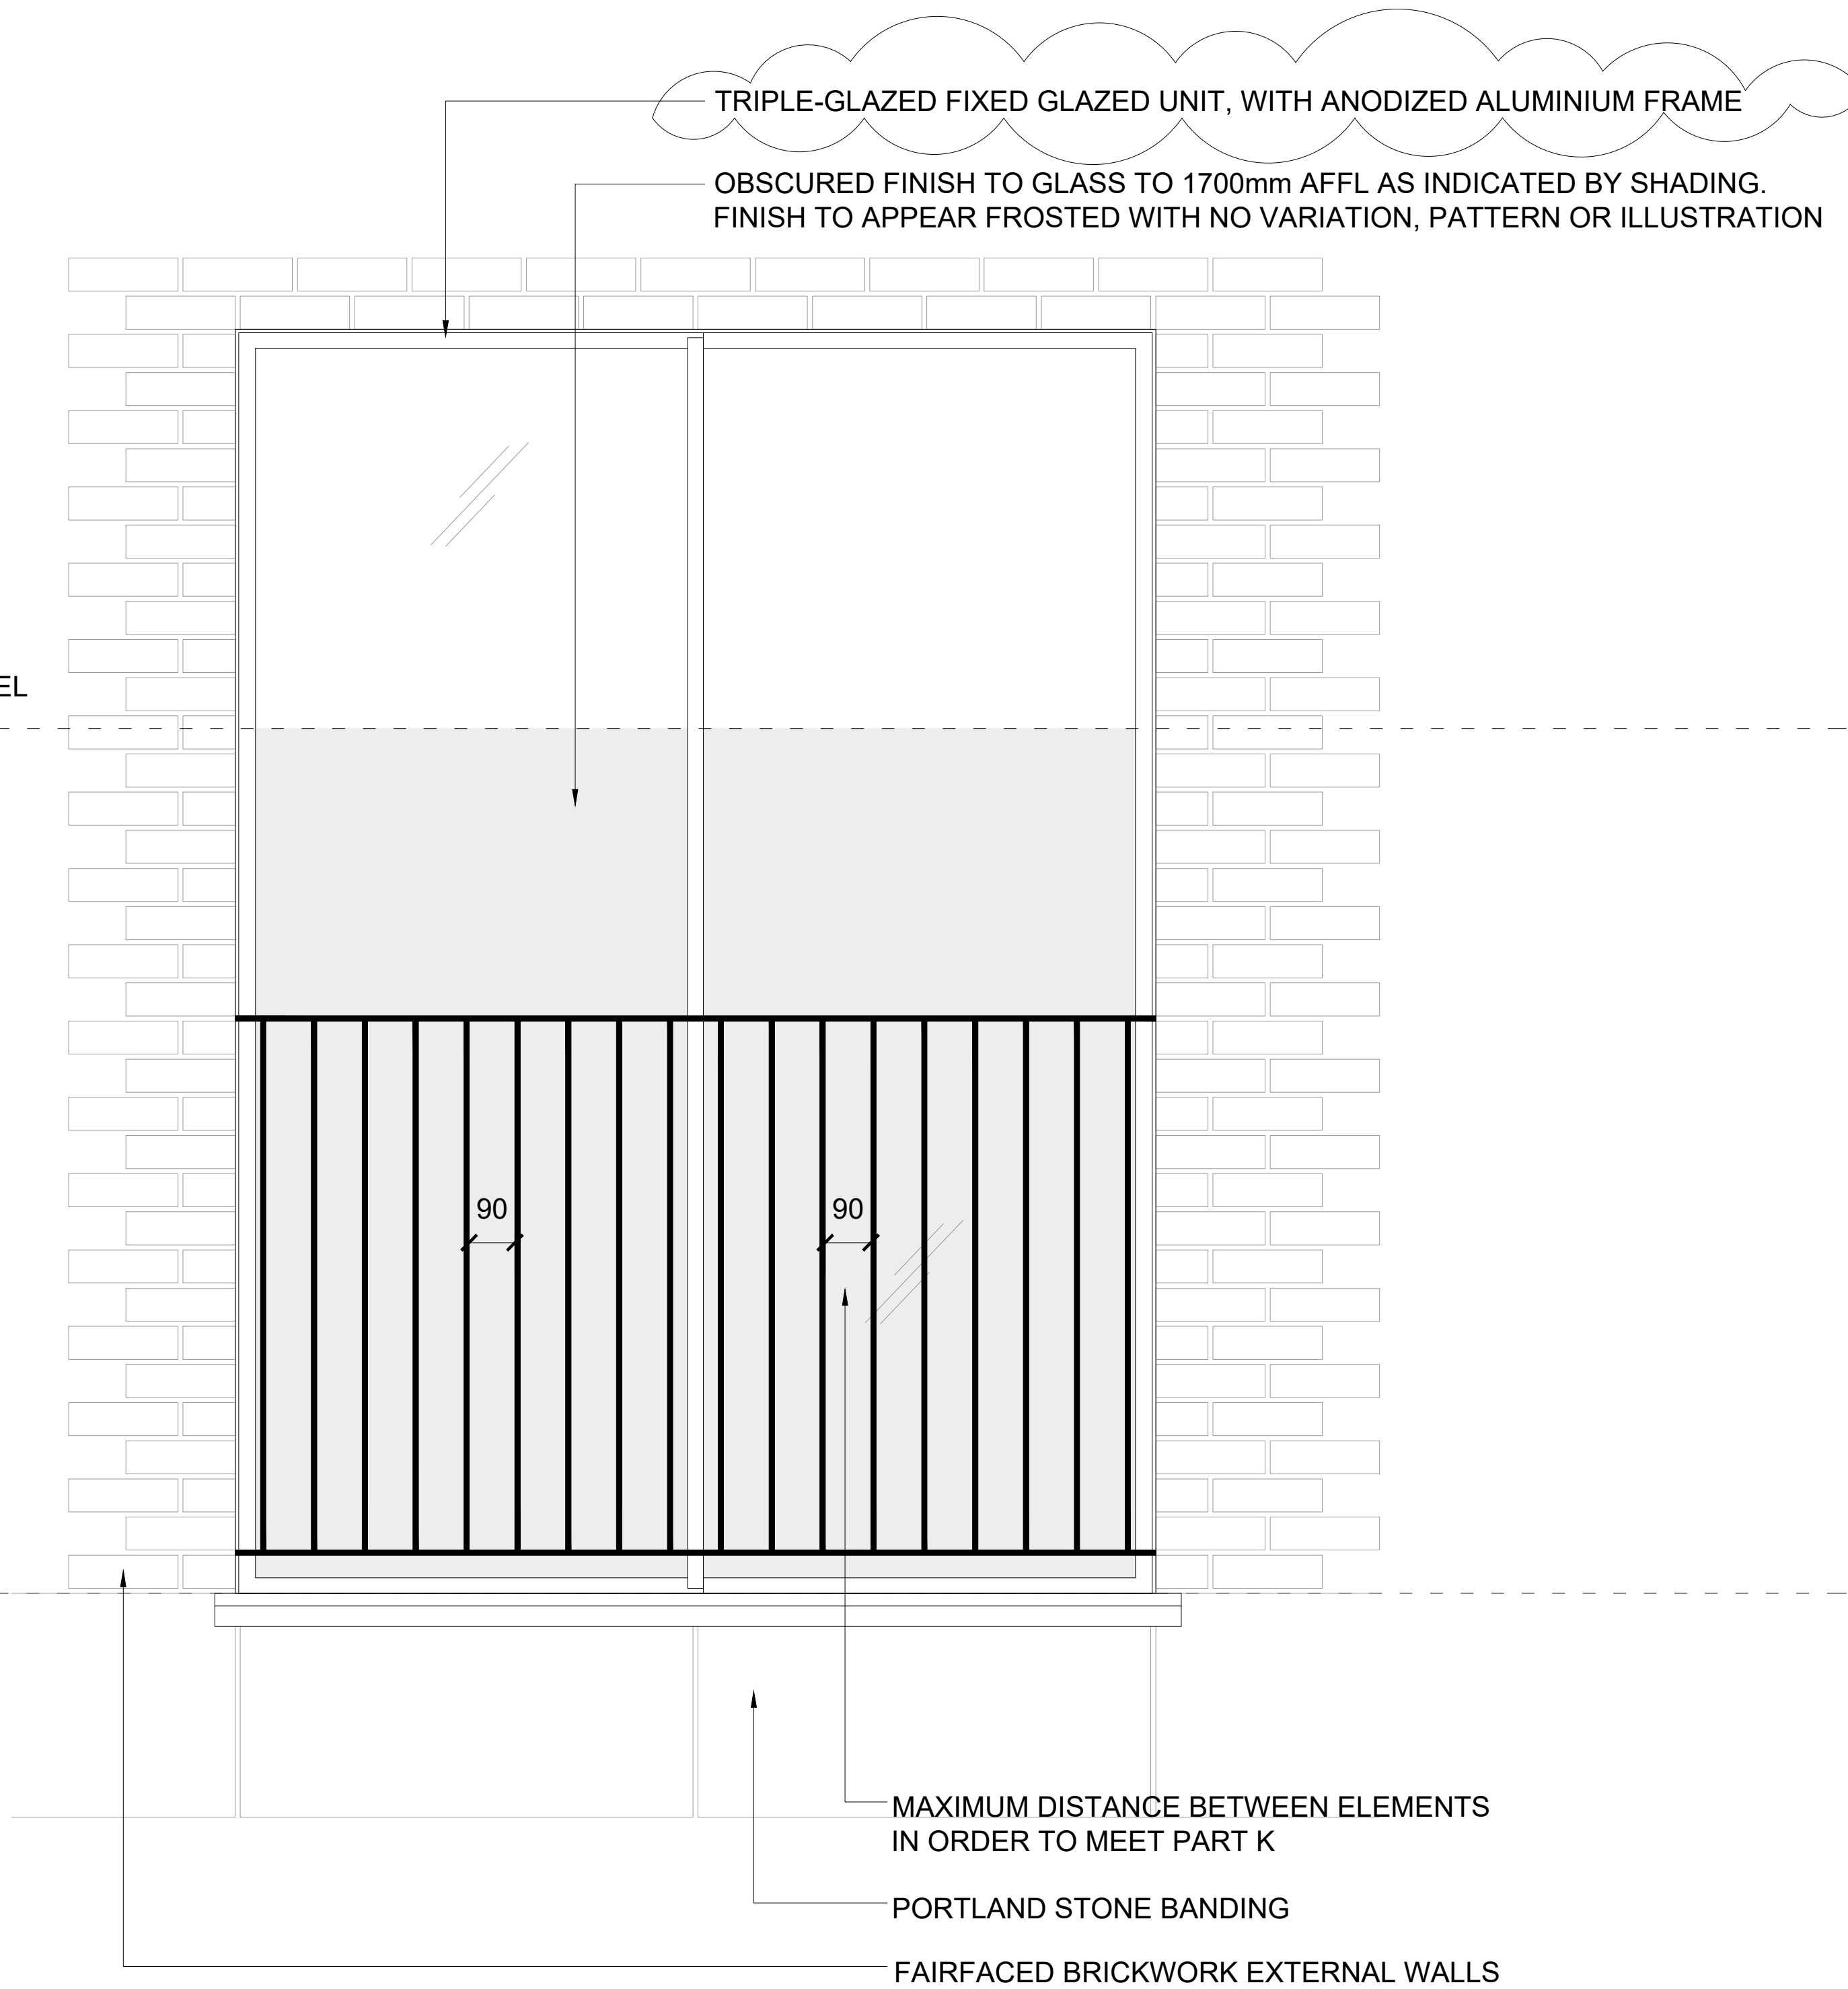 TRIPLE-GLAZED FIXED GLAZED UNIT, WITH ANODIZED ALUMINIUM FRAME
OBSCURED FINISH TO GLASS TO 1700mm AFFL AS INDICATED BY SHADING.
FINISH TO APPEAR FROSTED WITH NO VARIATION, PATTERN OR ILLUSTRATION
EL
90 90
MAXIMUM DISTANCE BETWEEN ELEMENTS
IN ORDER TO MEET PART K
PORTLAND STONE BANDING
FAIRFACED BRICKWORK EXTERNAL WALLS